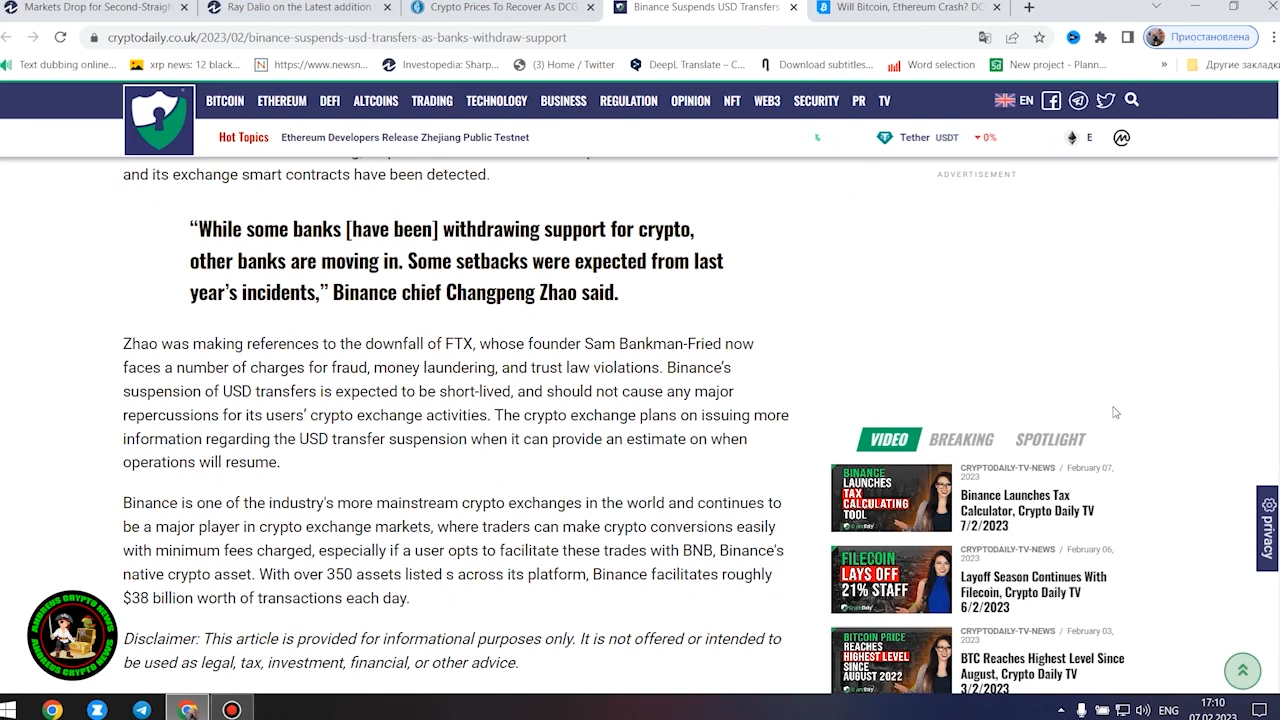 Markets Drop for Second-Straigh
Ray Dalio on the Latest addition
Crypto Prices To Recover As DCG
Binance Suspends USD Transfers
Will Bitcoin, Ethereum Crash? DC
cryptodaily.co.uk/2023/02/binance-suspends-usd-transfers-as-banks-withdraw-support
Приостановлена
Text dubbing online...
xrp news: 12 black...
https://www.newsn...
Investopedia: Sharp...
(3) Home / Twitter
DeepL Translate – C...
Download subtitles...
Word selection
New project - Plann...
»
Другие закладки
BITCOIN ETHEREUM DEFI ALTCOINS TRADING TECHNOLOGY BUSINESS REGULATION OPINION NFT WEB3 SECURITY PR TV
EN
Hot Topics
Ethereum Developers Release Zhejiang Public Testnet
Tether USDT 0%
E
and its exchange smart contracts have been detected.
ADVERTISEMENT
“While some banks [have been] withdrawing support for crypto,
other banks are moving in. Some setbacks were expected from last
year’s incidents,” Binance chief Changpeng Zhao said.
Zhao was making references to the downfall of FTX, whose founder Sam Bankman-Fried now
faces a number of charges for fraud, money laundering, and trust law violations. Binance’s
suspension of USD transfers is expected to be short-lived, and should not cause any major
repercussions for its users’ crypto exchange activities. The crypto exchange plans on issuing more
information regarding the USD transfer suspension when it can provide an estimate on when
operations will resume.
Binance is one of the industry's more mainstream crypto exchanges in the world and continues to
be a major player in crypto exchange markets, where traders can make crypto conversions easily
with minimum fees charged, especially if a user opts to facilitate these trades with BNB, Binance's
native crypto asset. With over 350 assets listed s across its platform, Binance facilitates roughly
$38 billion worth of transactions each day.
Disclaimer: This article is provided for informational purposes only. It is not offered or intended to
be used as legal, tax, investment, financial, or other advice.
VIDEO BREAKING SPOTLIGHT
BINANCE
LAUNCHES
TAX
CALCULATING
TOOL
CRYPTODAILY-TV-NEWS / February 07,
2023
Binance Launches Tax
Calculator, Crypto Daily TV
7/2/2023
FILECOIN
LAYS OFF
21% STAFF
CRYPTODAILY-TV-NEWS / February 06,
2023
Layoff Season Continues With
Filecoin, Crypto Daily TV
6/2/2023
BITCOIN PRICE
REACHES
HIGHEST LEVEL
SINCE
AUGUST 2022
CRYPTODAILY-TV-NEWS / February 03,
2023
BTC Reaches Highest Level Since
August, Crypto Daily TV
3/2/2023
privacy
ANDREUS CRYPTO NEWS
ANDREUS CRYPTO NEWS
ENG
17:10
07.02.2023